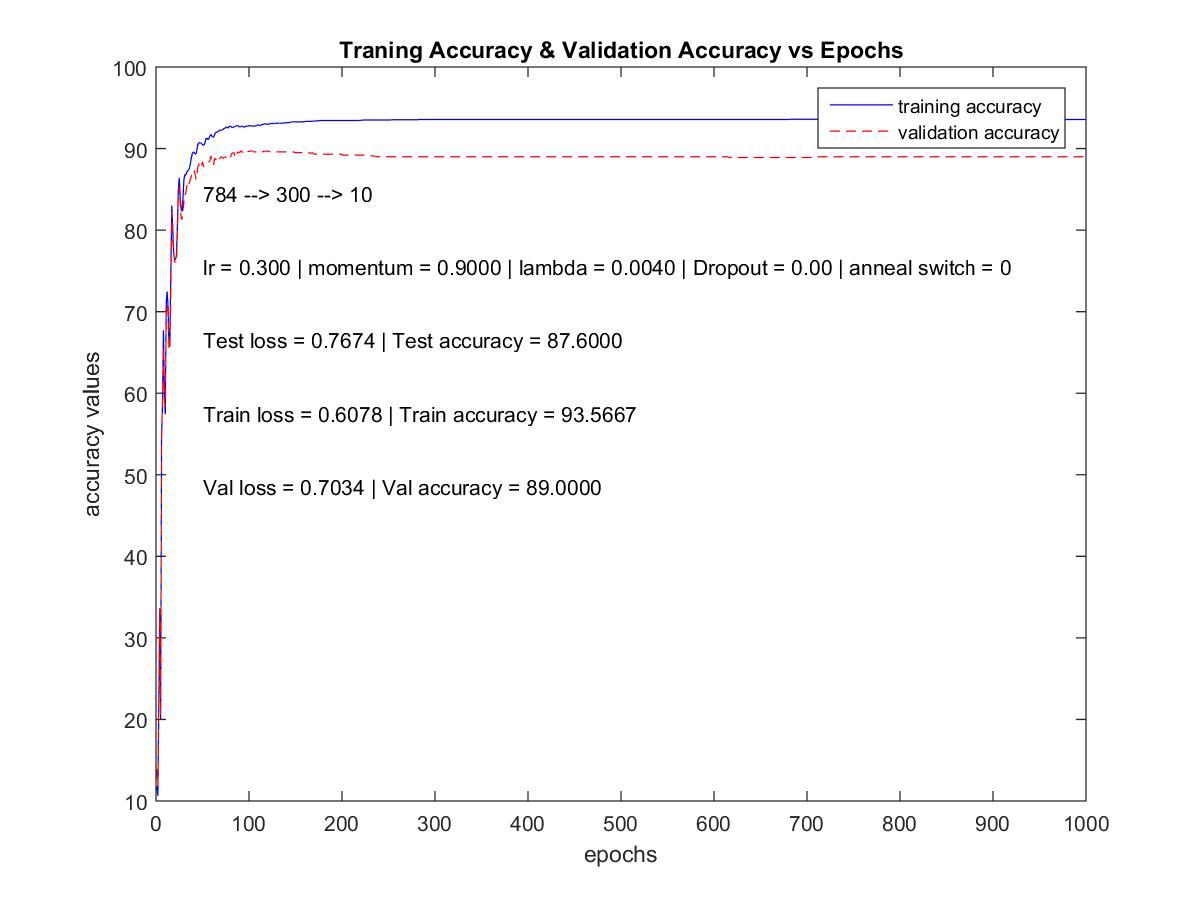 Traning Accuracy & Validation Accuracy vs Epochs
100
90
80
70
60
50
40
30
20
10
accuracy values
training accuracy
validation accuracy
784 --> 300 --> 10
lr = 0.300 | momentum = 0.9000 | lambda = 0.0040 | Dropout = 0.00 | anneal switch = 0
Test loss = 0.7674 | Test accuracy = 87.6000
Train loss = 0.6078 | Train accuracy = 93.5667
Val loss = 0.7034 | Val accuracy = 89.0000
0 100 200 300 400 500 600 700 800 900 1000
epochs